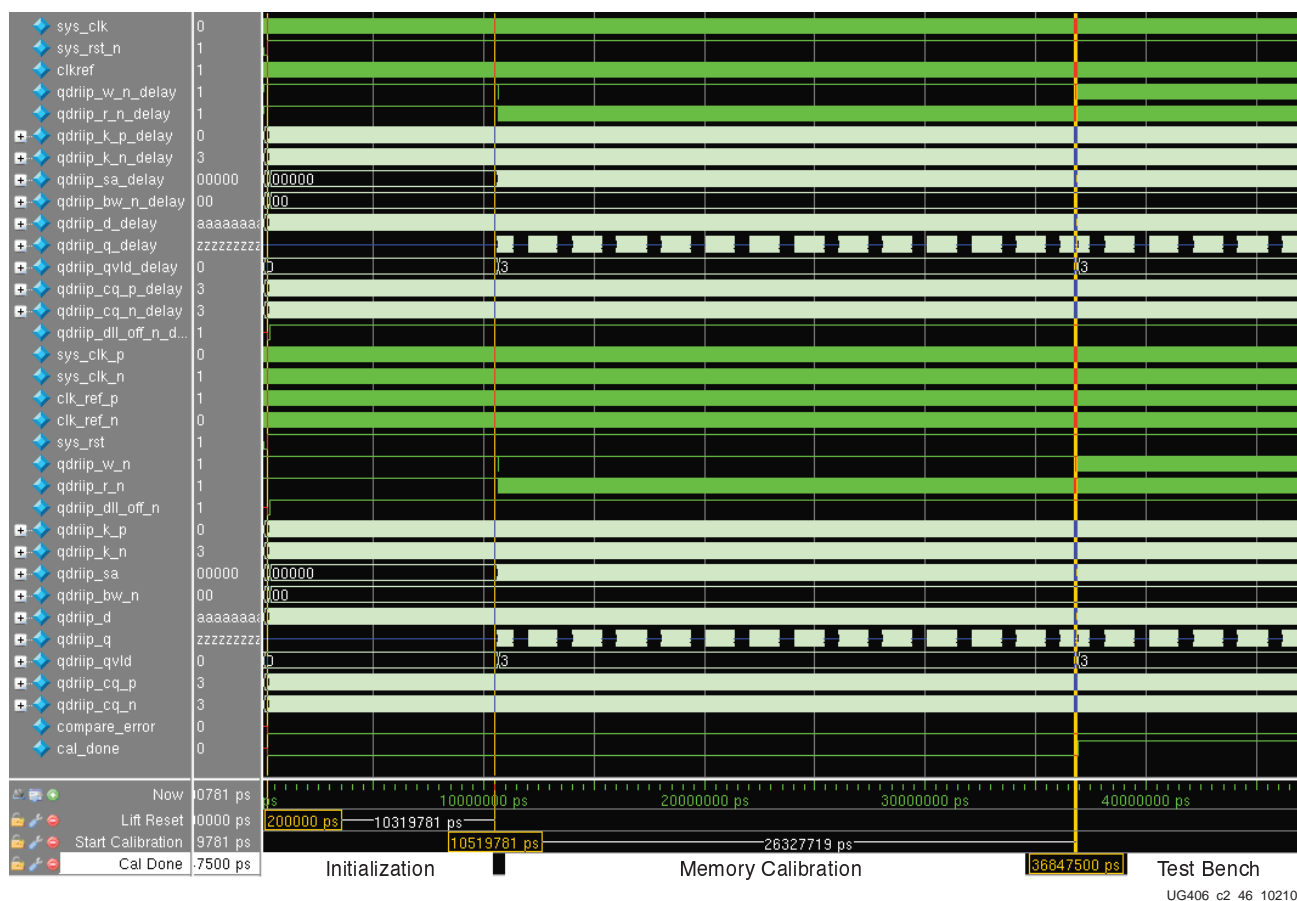 sys_clk 0
sys_rst_n 1
clkref 1
qdriip_w_n_delay 1
qdriip_r_n_delay 1
qdriip_k_p_delay 0
qdriip_k_n_delay 3
qdriip_sa_delay 00000 00000
qdriip_bw_n_delay 00 00
qdriip_d_delay aaaaaaaa
qdriip_q_delay zzzzzzzzz
qdriip_qvld_delay 0 3 3
qdriip_cq_p_delay 3
qdriip_cq_n_delay 3
qdriip_dll_off_n_d... 1
sys_clk_p 0
sys_clk_n 1
clk_ref_p 1
clk_ref_n 0
sys_rst 1
qdriip_w_n 1
qdriip_r_n 1
qdriip_dll_off_n 1
qdriip_k_p 0
qdriip_k_n 3
qdriip_sa 00000 00000
qdriip_bw_n 00 00
qdriip_d aaaaaaaa
qdriip_q zzzzzzzzz
qdriip_qvld 0 3 3
qdriip_cq_p 3
qdriip_cq_n 3
compare_error 0
cal_done 0
Now 0781 ps 10000000 ps 20000000 ps 30000000 ps 40000000 ps
Lift Reset 0000 ps 200000 ps 10319781 ps
Start Calibration 9781 ps 10519781 ps 26327719 ps
Cal Done 7500 ps Initialization Memory Calibration 36847500 ps Test Bench
UG406_c2_46_10210